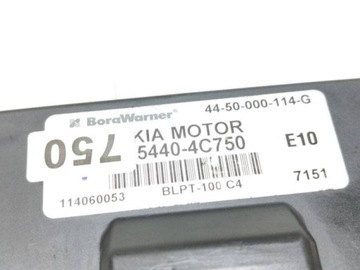 BorgWarner
44-50-000-114-G
750
KIA MOTOR
5440-4C750
E10
114060053
BLPT-100 C4
7151